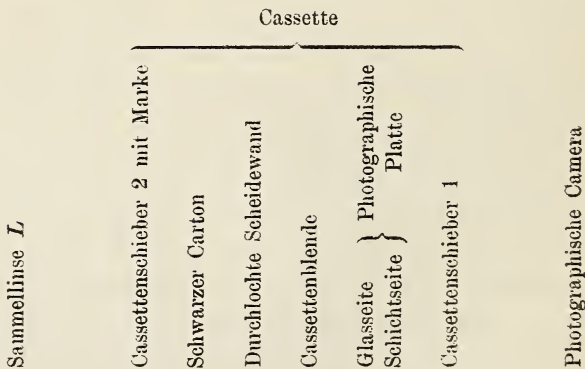 Cassette
Sammellinse L
Cassettenschieber 2 mit Marke
Schwarzer Carton
Durchlochte Scheidewand
Cassettenblende
Glasseite
Schichtseite
Photographische
Platte
Cassettenschieber 1
Photographische Camera